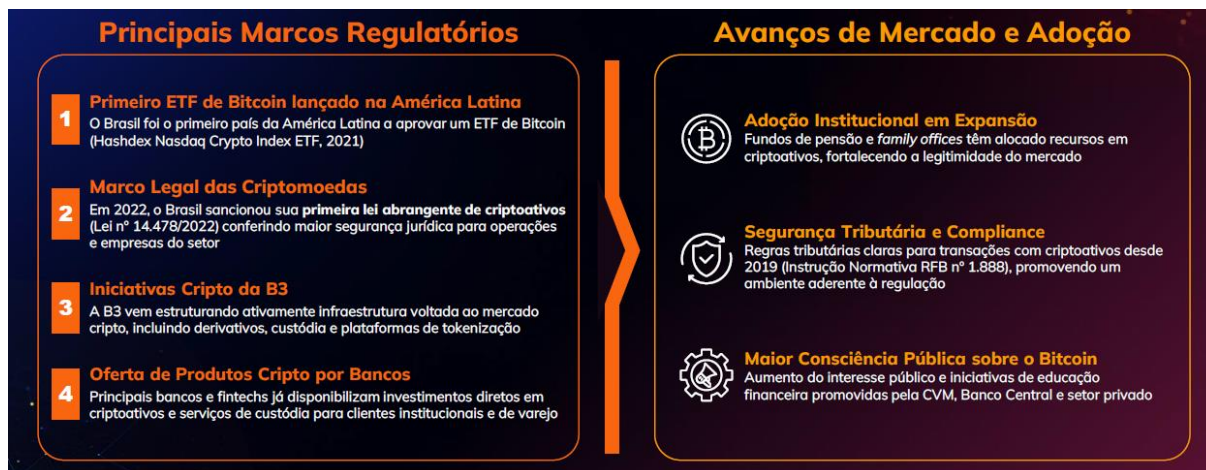 Principais Marcos Regulatórios
1
Primeiro ETF de Bitcoin lançado na América Latina
O Brasil foi o primeiro país da América Latina a aprovar um ETF de Bitcoin
(Hashdex Nasdaq Crypto Index ETF, 2021)
2
Marco Legal das Criptomoedas
Em 2022, o Brasil sancionou sua primeira lei abrangente de criptoativos
(Lei nº 14.478/2022) conferindo maior segurança jurídica para operações
e empresas do setor
3
Iniciativas Cripto da B3
A B3 vem estruturando ativamente infraestrutura voltada ao mercado
cripto, incluindo derivativos, custódia e plataformas de tokenização
4
Oferta de Produtos Cripto por Bancos
Principais bancos e fintechs já disponibilizam investimentos diretos em
criptoativos e serviços de custódia para clientes institucionais e de varejo
Avanços de Mercado e Adoção
Adoção Institucional em Expansão
Fundos de pensão e family offices têm alocado recursos em
criptoativos, fortalecendo a legitimidade do mercado
Segurança Tributária e Compliance
Regras tributárias claras para transações com criptoativos desde
2019 (Instrução Normativa RFB nº 1.888), promovendo um
ambiente aderente à regulação
Maior Consciência Pública sobre o Bitcoin
Aumento do interesse público e iniciativas de educação
financeira promovidas pela CVM, Banco Central e setor privado